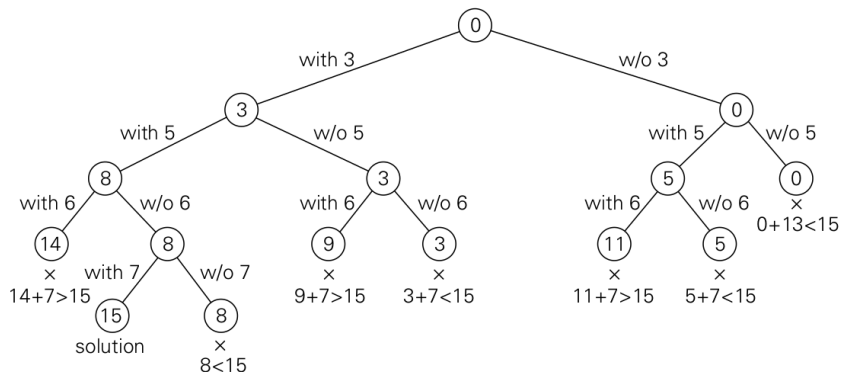 0
with 3
w/o 3
3
0
with 5
w/o 5
with 5
w/o 5
8
3
5
0
with 6
w/o 6
with 6
w/o 6
with 6
w/o 6
×
0+13<15
14
8
9
3
11
5
×
with 7
w/o 7
×
×
×
×
14+7>15
9+7>15
3+7<15
11+7>15
5+7<15
15
8
solution
×
8<15